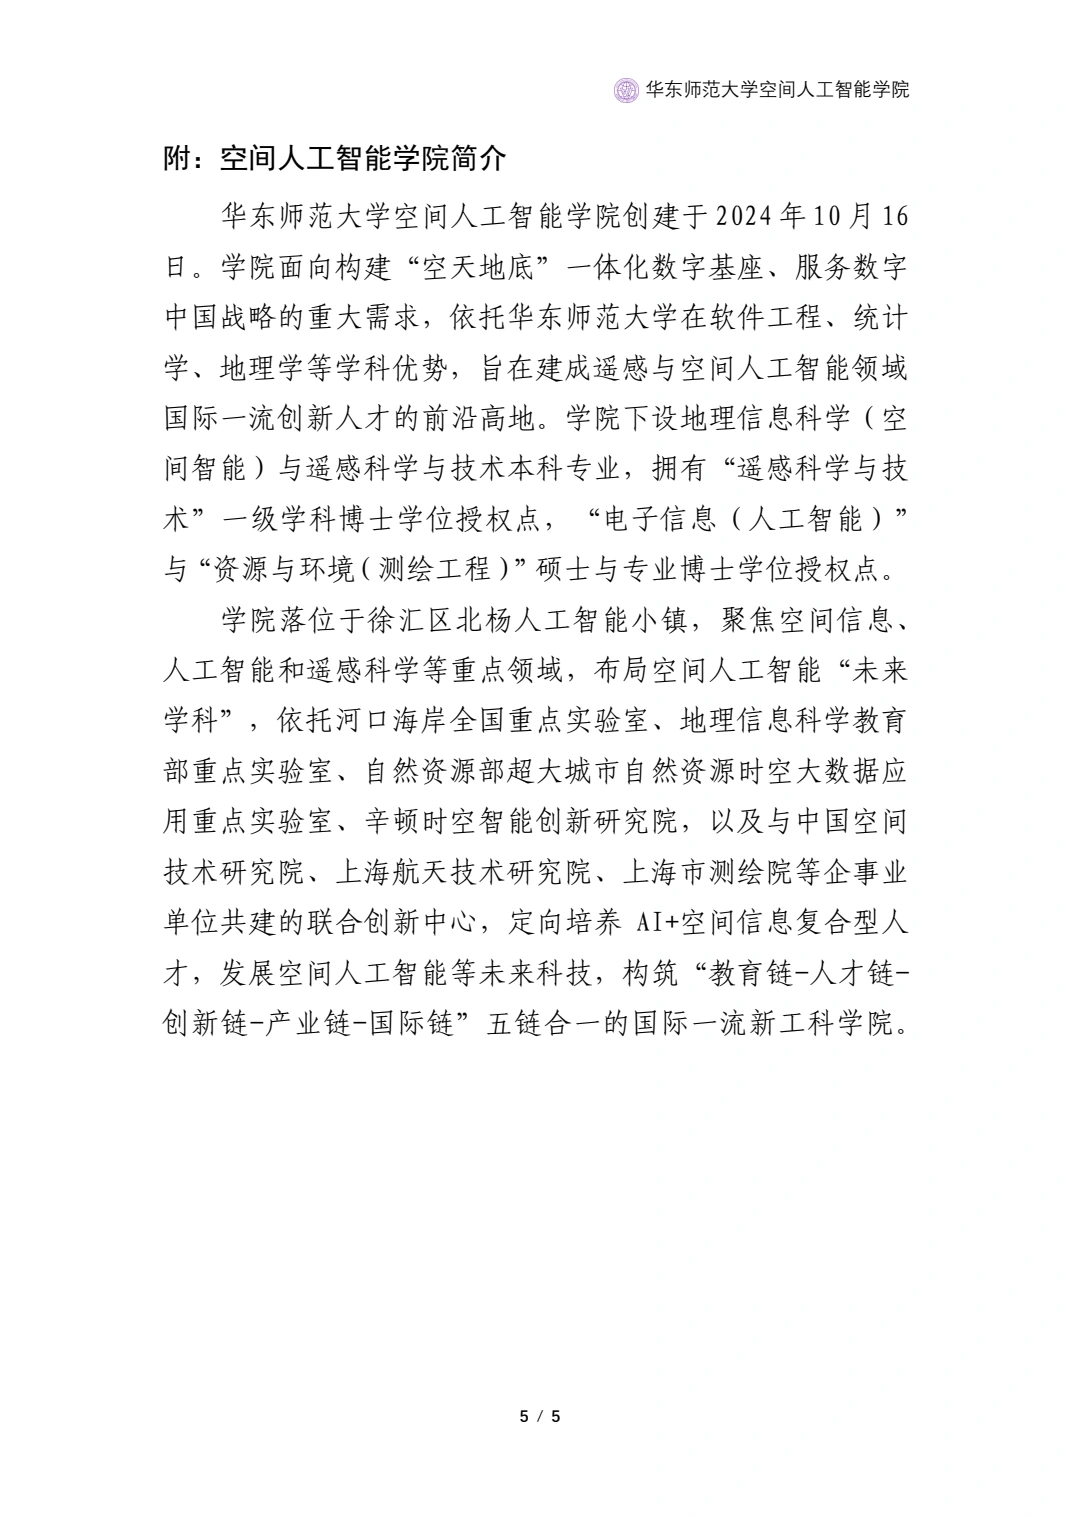 华东师范大学空间人工智能学院
附：空间人工智能学院简介
华东师范大学空间人工智能学院创建于 2024 年 10 月 16
日。学院面向构建“空天地底”一体化数字基座、服务数字
中国战略的重大需求，依托华东师范大学在软件工程、统计
学、地理学等学科优势，旨在建成遥感与空间人工智能领域
国际一流创新人才的前沿高地。学院下设地理信息科学（空
间智能）与遥感科学与技术本科专业，拥有“遥感科学与技
术”一级学科博士学位授权点，“电子信息（人工智能）”
与“资源与环境（测绘工程）”硕士与专业博士学位授权点。
学院落位于徐汇区北杨人工智能小镇，聚焦空间信息、
人工智能和遥感科学等重点领域，布局空间人工智能“未来
学科”，依托河口海岸全国重点实验室、地理信息科学教育
部重点实验室、自然资源部超大城市自然资源时空大数据应
用重点实验室、辛顿时空智能创新研究院，以及与中国空间
技术研究院、上海航天技术研究院、上海市测绘院等企事业
单位共建的联合创新中心，定向培养 AI+空间信息复合型人
才，发展空间人工智能等未来科技，构筑“教育链-人才链-
创新链-产业链-国际链”五链合一的国际一流新工科学院。
5 / 5